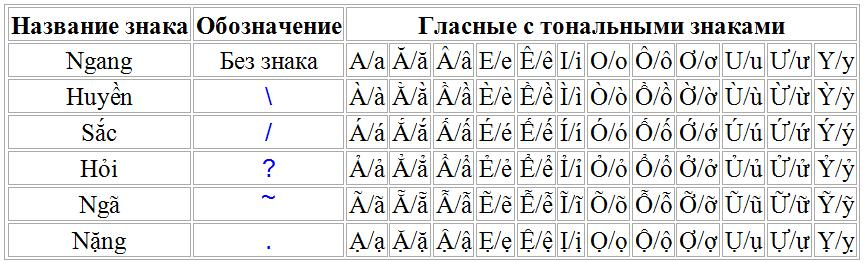 Название знака Обозначение Гласные с тональными знаками
Ngang Без знака A/a Ă/ă Â/â E/e Ê/ê I/i O/o Ô/ô Ơ/ơ U/u Ư/ư Y/y
Huyền \ À/à Ằ/ằ Ầ/ầ È/è Ề/ề Ì/ì Ò/ò Ồ/ồ Ờ/ờ Ù/ù Ừ/ừ Ỳ/ỳ
Sắc / Á/á Ắ/ắ Ấ/ấ É/é Ế/ế Í/í Ó/ó Ố/ố Ớ/ớ Ú/ú Ứ/ứ Ý/ý
Hỏi ? Ả/ả Ẳ/ẳ Ẩ/ẩ Ẻ/ẻ Ể/ể Ỉ/ỉ Ỏ/ỏ Ổ/ổ Ở/ở Ủ/ủ Ử/ử Ỷ/ỷ
Ngã ~ Ã/ã Ẵ/ẵ Ẫ/ẫ Ẽ/ẽ Ễ/ễ Ĩ/ĩ Õ/õ Ỗ/ỗ Ỡ/ỡ Ũ/ũ Ữ/ữ Ỹ/ỹ
Nặng . Ạ/ạ Ặ/ặ Ậ/ậ Ẹ/ẹ Ệ/ệ Ị/ị Ọ/ọ Ộ/ộ Ợ/ợ Ụ/ụ Ự/ự Ỵ/ỵ